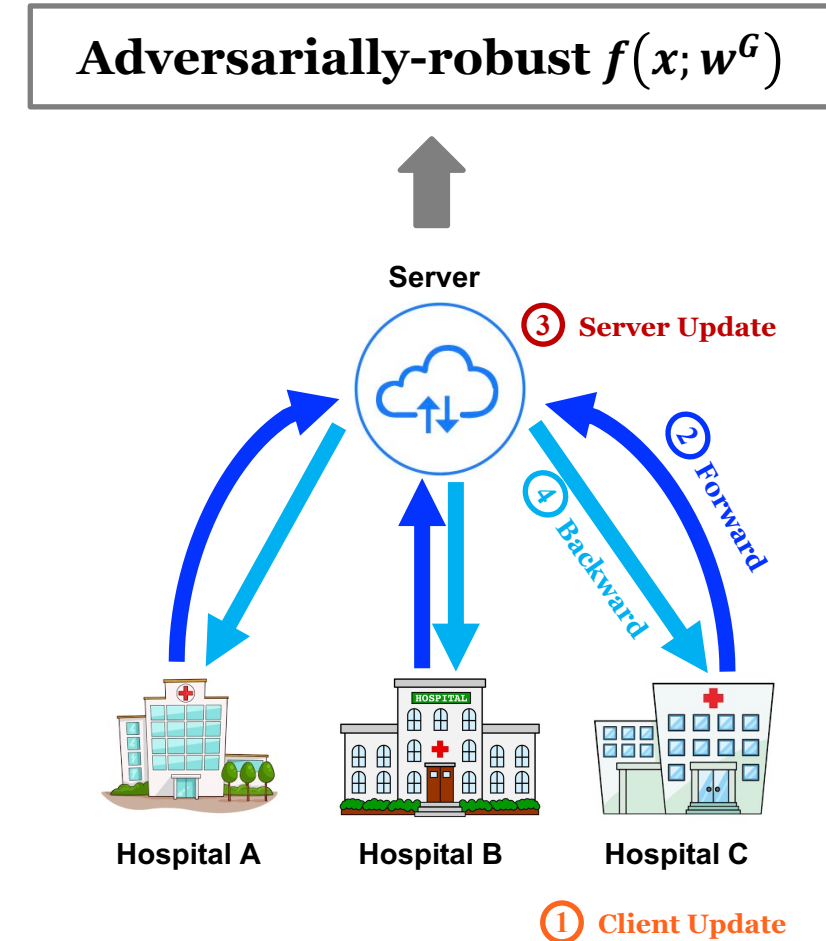 Adversarially-robust f(x; w^G)
Server
③ Server Update
② Forward
④ Backward
HOSPITAL
Hospital A
Hospital B
Hospital C
① Client Update